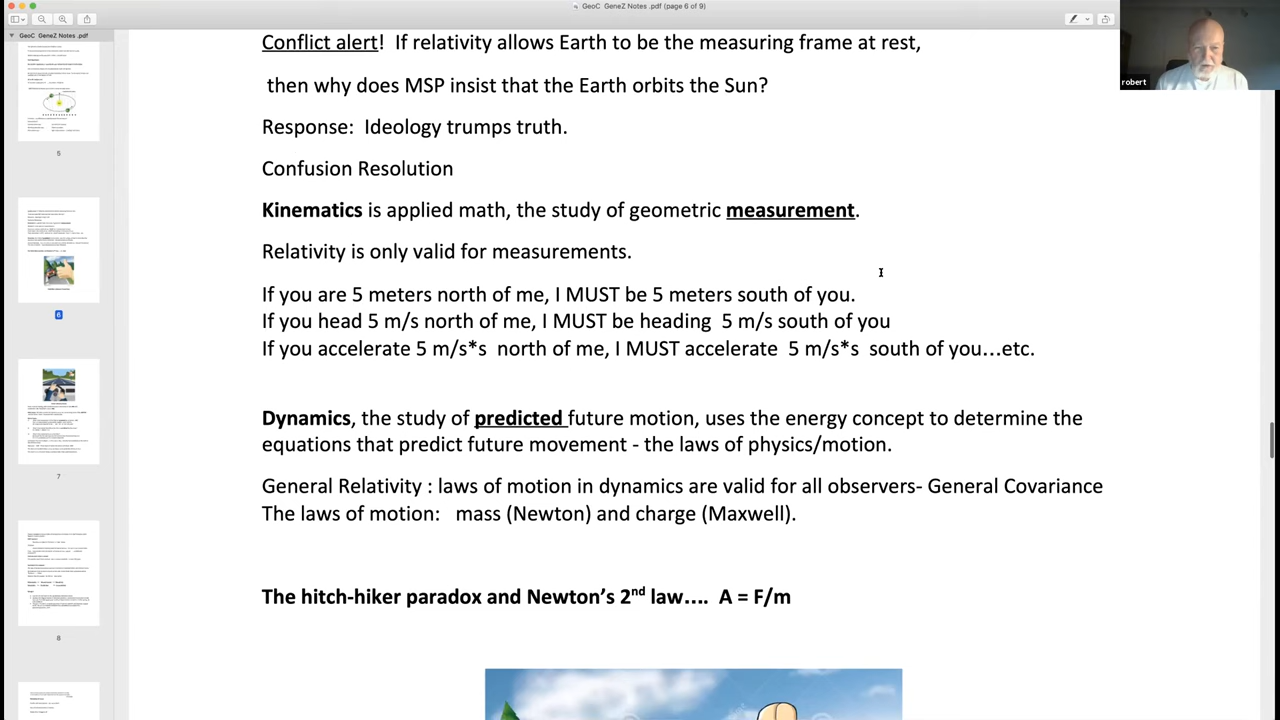 GeoC GeneZ Notes .pdf (page 6 of 9)
GeoC GeneZ Notes .pdf
5
6
7
8
robert
Conflict alert! If relativity allows Earth to be the measuring frame at rest,
then why does MSP insist that the Earth orbits the Sun?
Response: Ideology trumps truth.
Confusion Resolution
Kinematics is applied math, the study of geometric measurement.
Relativity is only valid for measurements.
If you are 5 meters north of me, I MUST be 5 meters south of you.
If you head 5 m/s north of me, I MUST be heading 5 m/s south of you
If you accelerate 5 m/s*s north of me, I MUST accelerate 5 m/s*s south of you...etc.
Dynamics, the study of predicted future motion, uses the energy concept to determine the
equations that predict future movement - the laws of physics/motion.
General Relativity : laws of motion in dynamics are valid for all observers- General Covariance
The laws of motion: mass (Newton) and charge (Maxwell).
The hitch-hiker paradox and Newton's 2nd law.... A = F/m